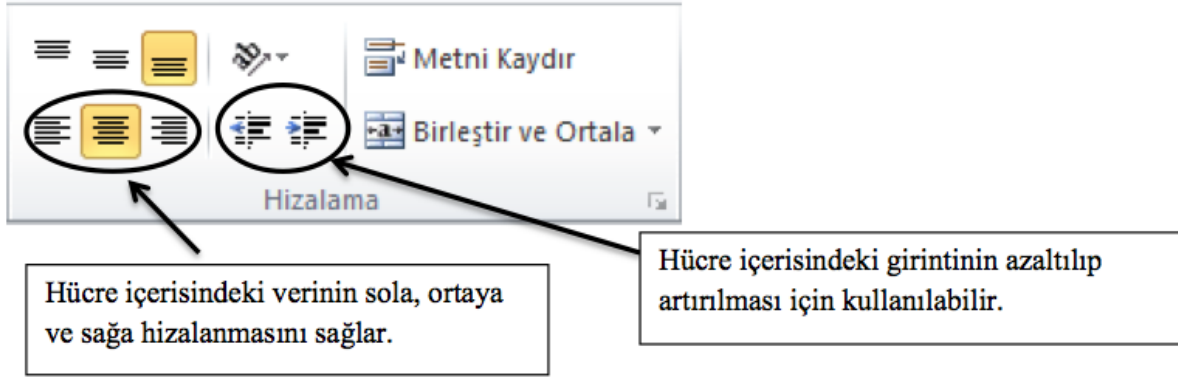 Metni Kaydır
Birleştir ve Ortala
Hizalama
Hücre içerisindeki girintinin azaltılıp
artırılması için kullanılabilir.
Hücre içerisindeki verinin sola, ortaya
ve sağa hizalanmasını sağlar.